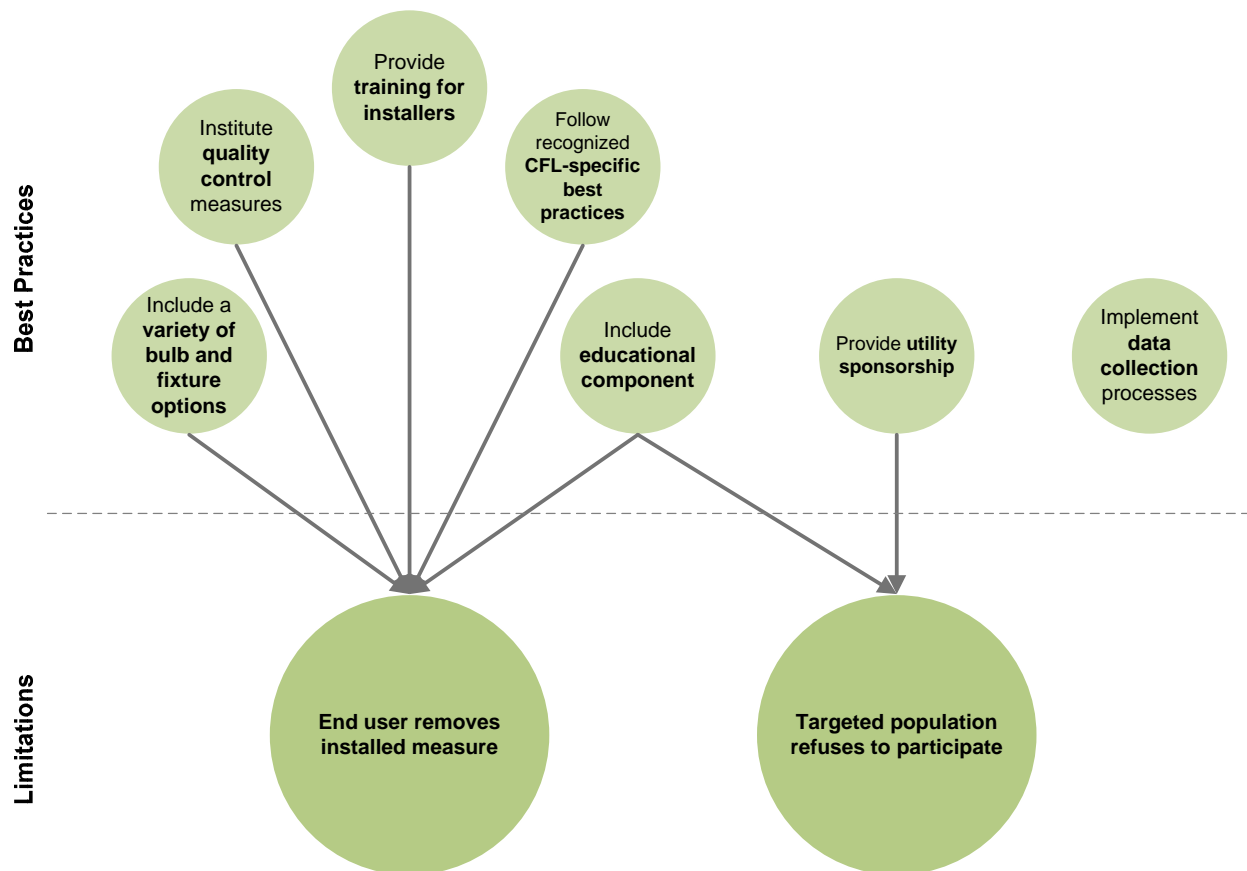 Best Practices
Provide
training for
installers
Institute
quality
control
measures
Follow
recognized
CFL-specific
best
practices
Include a
variety of
bulb and
fixture
options
Include
educational
component
Provide utility
sponsorship
Implement
data
collection
processes
Limitations
End user removes
installed measure
Targeted population
refuses to participate